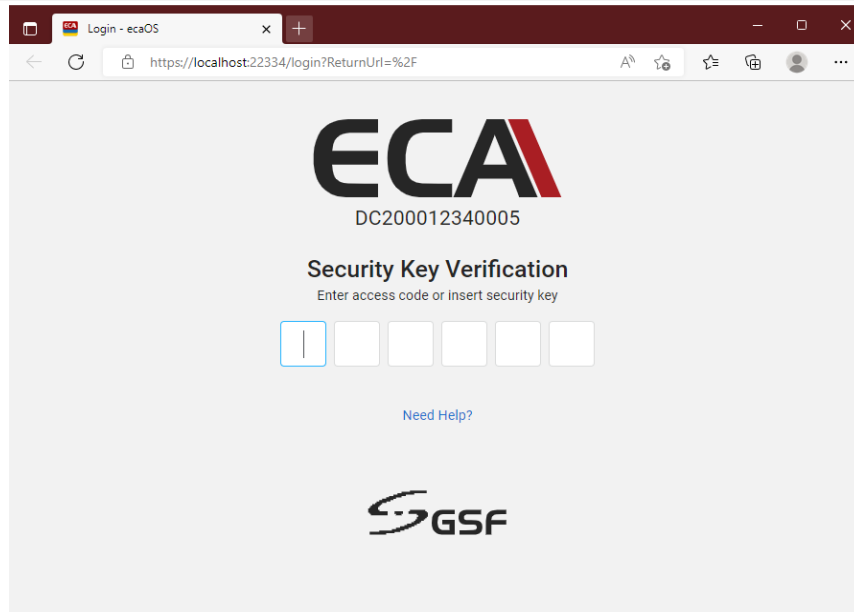 ECA
Login - ecaOS
https://localhost:22334/login?ReturnUrl=%2F
ECA
DC200012340005
Security Key Verification
Enter access code or insert security key
Need Help?
GSF